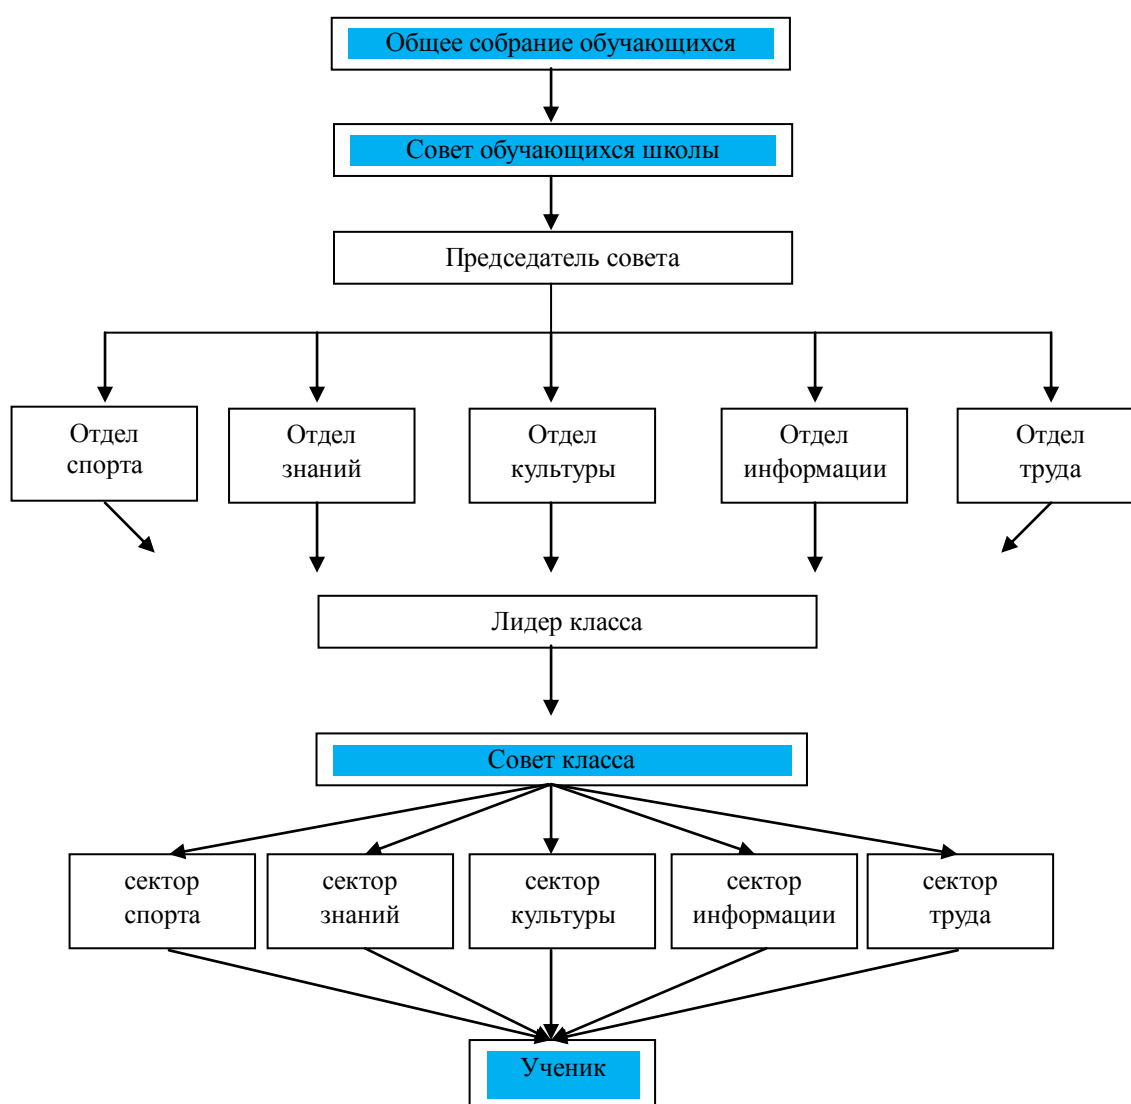 Общее собрание обучающихся
Совет обучающихся школы
Председатель совета
Отдел
спорта
Отдел
знаний
Отдел
культуры
Отдел
информации
Отдел
труда
Лидер класса
Совет класса
сектор
спорта
сектор
знаний
сектор
культуры
сектор
информации
сектор
труда
Ученик